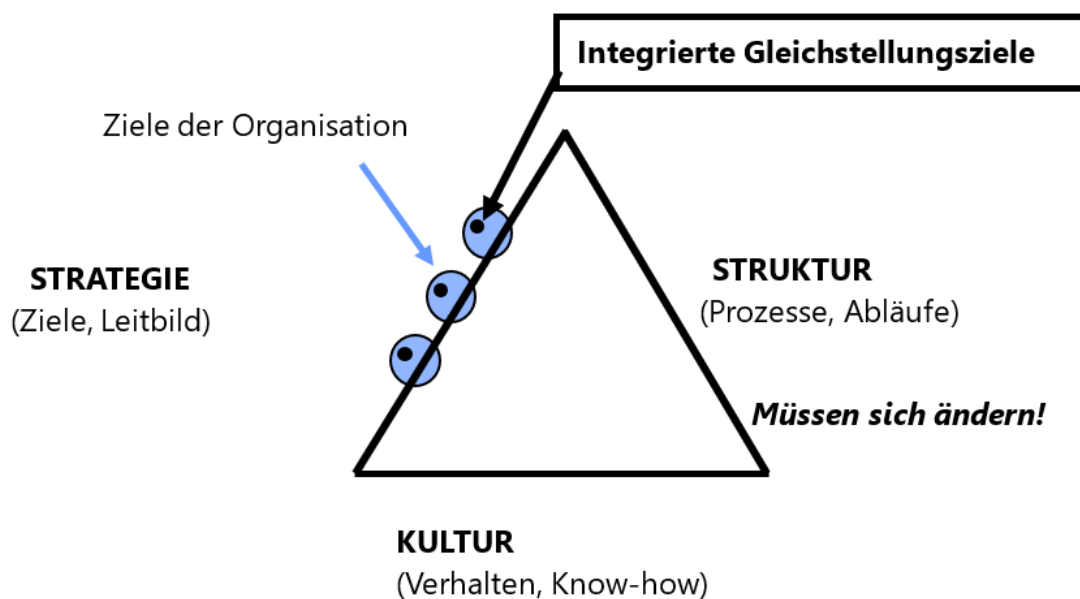 Integrierte Gleichstellungsziele
Ziele der Organisation
STRATEGIE
(Ziele, Leitbild)
STRUKTUR
(Prozesse, Abläufe)
Müssen sich ändern!
KULTUR
(Verhalten, Know-how)